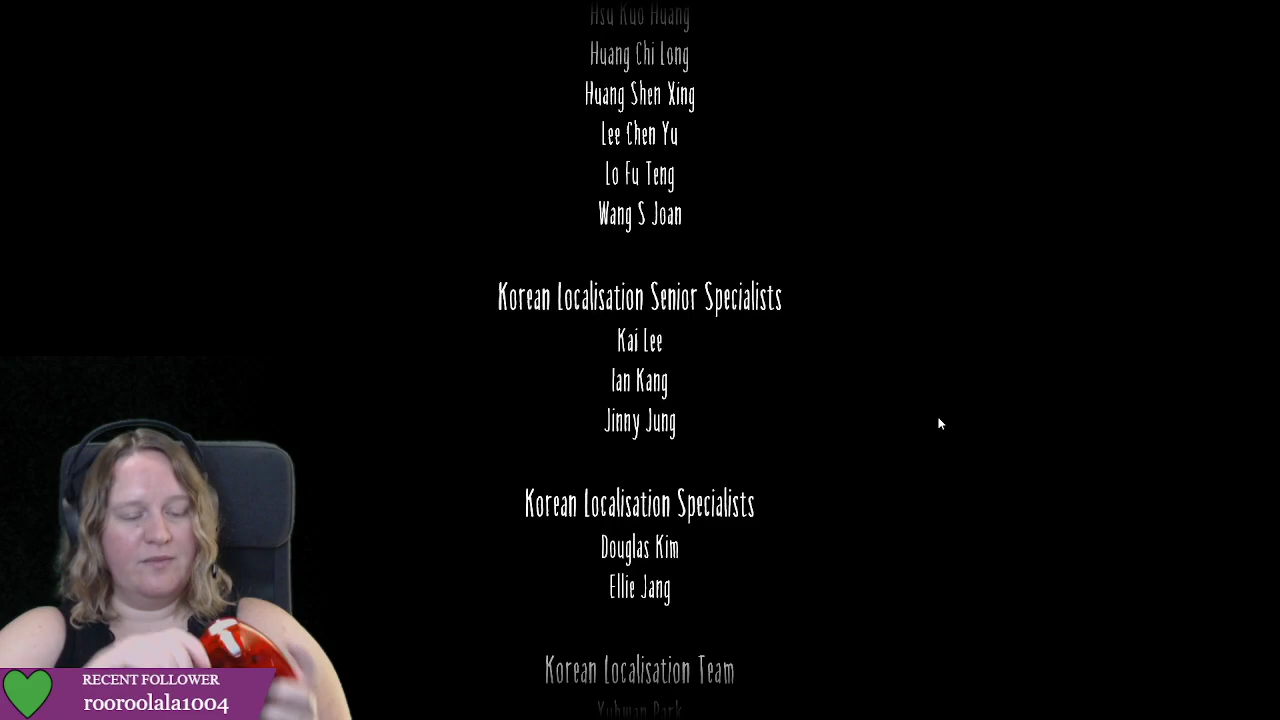 Hsu Kuo Huang
Huang Chi Long
Huang Shen Xing
Lee Chen Yu
Lo Fu Teng
Wang S Joan
Korean Localisation Senior Specialists
Kai Lee
Ian Kang
Jinny Jung
Korean Localisation Specialists
Douglas Kim
Ellie Jang
Korean Localisation Team
Yuhwan Park
RECENT FOLLOWER
rooroolala1004